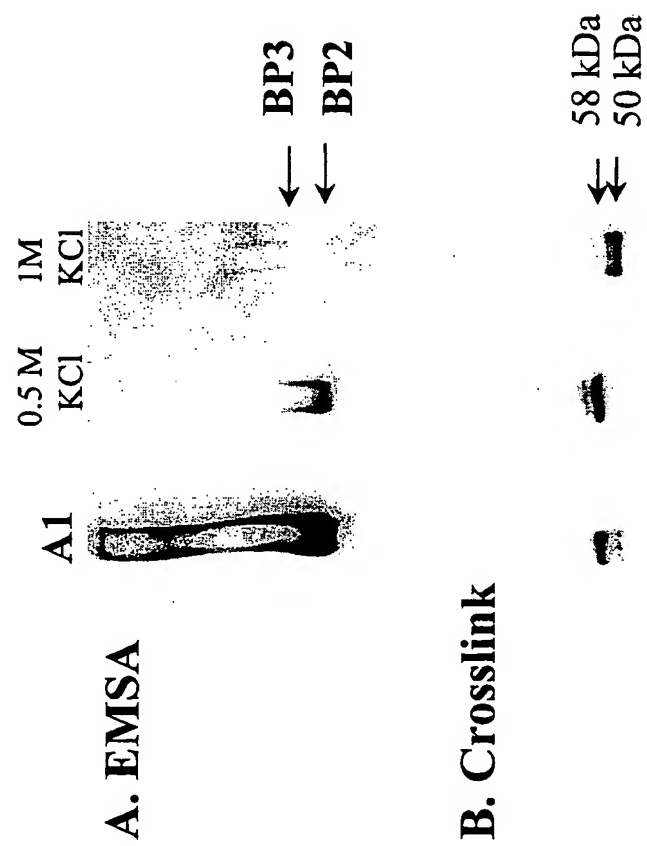 A1
0.5 M
KCl
1M
KCl
A. EMSA
BP3
BP2
B. Crosslink
58 kDa
50 kDa